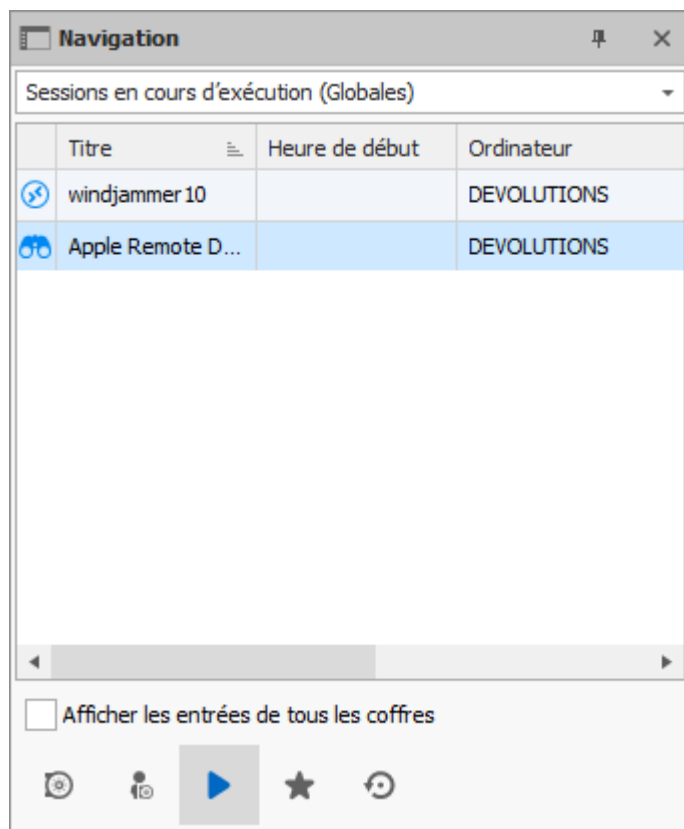 Navigation
Sessions en cours d'exécution (Globales)
Titre Heure de début Ordinateur
windjammer10 DEVOLUTIONS
Apple Remote D... DEVOLUTIONS
Afficher les entrées de tous les coffres